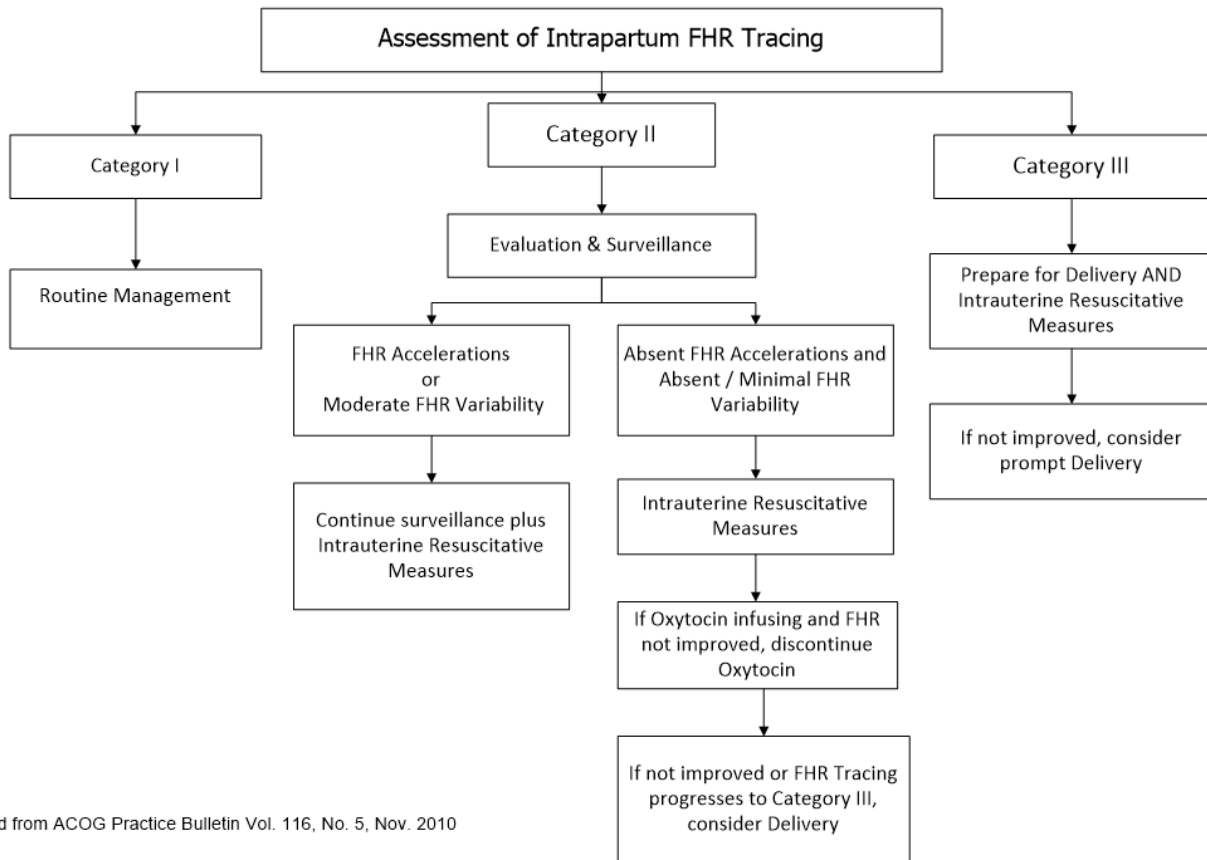 Assessment of Intrapartum FHR Tracing
Category I
Category II
Category III
Routine Management
Evaluation & Surveillance
Prepare for Delivery AND
Intrauterine Resuscitative
Measures
FHR Accelerations
or
Moderate FHR Variability
Absent FHR Accelerations and
Absent / Minimal FHR
Variability
If not improved, consider
prompt Delivery
Continue surveillance plus
Intrauterine Resuscitative
Measures
Intrauterine Resuscitative
Measures
If Oxytocin infusing and FHR
not improved, discontinue
Oxytocin
If not improved or FHR Tracing
progresses to Category III,
consider Delivery
from ACOG Practice Bulletin Vol. 116, No. 5, Nov. 2010